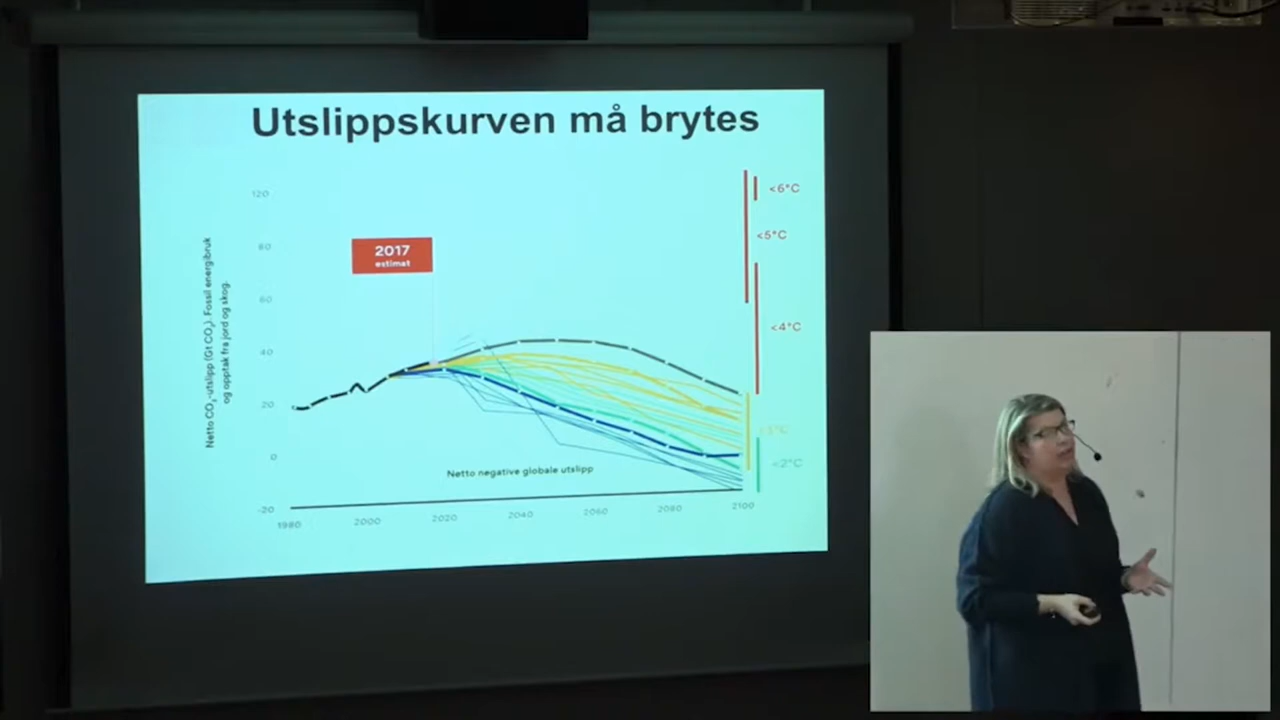 Utslippskurven må brytes
120
80
60
40
20
0
-20
Netto CO₂-utslipp (Gt CO₂). Fossil energibruk
og opptak fra jord og skog.
2017
estimat
Netto negative globale utslipp
1980
2000
2020
2040
2060
2080
2100
<6°C
<5°C
<4°C
<3°C
<2°C